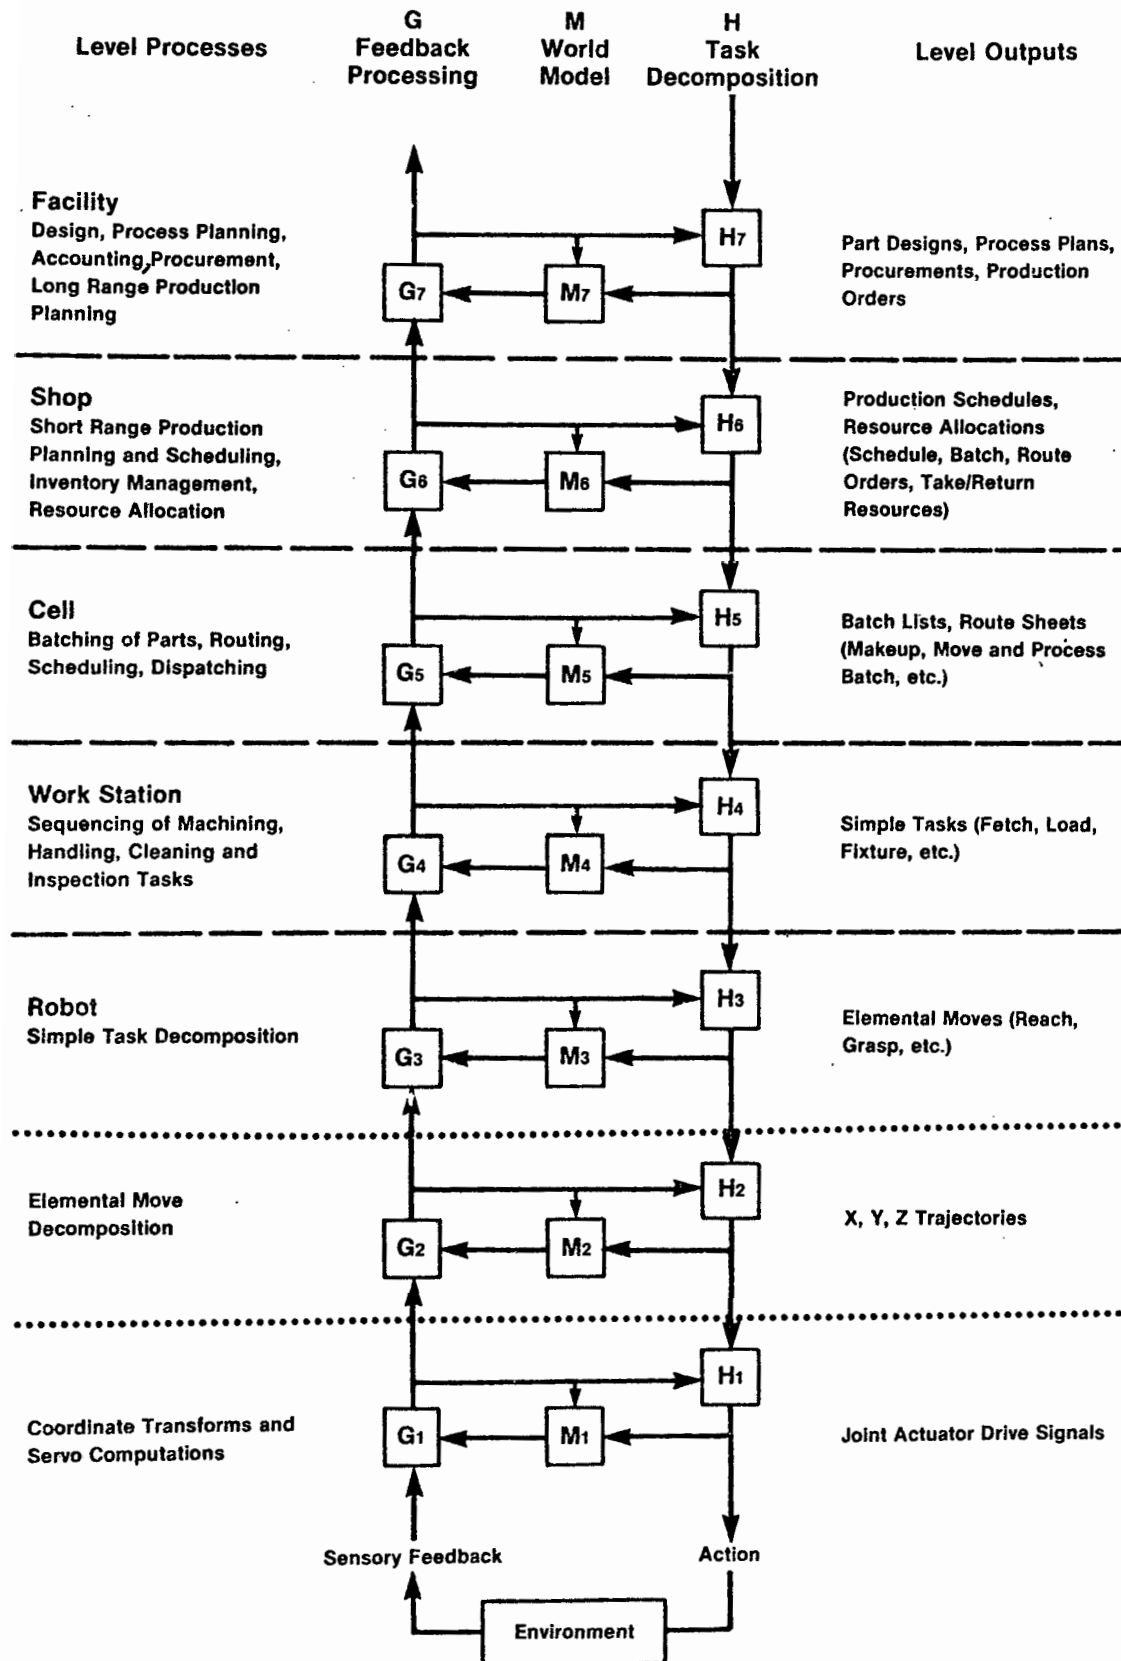 Level Processes
G
Feedback
Processing
M
World
Model
H
Task
Decomposition
Level Outputs
Facility
Design, Process Planning,
Accounting, Procurement,
Long Range Production
Planning
H7
G7
M7
Part Designs, Process Plans,
Procurements, Production
Orders
Shop
Short Range Production
Planning and Scheduling,
Inventory Management,
Resource Allocation
H6
G6
M6
Production Schedules,
Resource Allocations
(Schedule, Batch, Route
Orders, Take/Return
Resources)
Cell
Batching of Parts, Routing,
Scheduling, Dispatching
H5
G5
M5
Batch Lists, Route Sheets
(Makeup, Move and Process
Batch, etc.)
Work Station
Sequencing of Machining,
Handling, Cleaning and
Inspection Tasks
H4
G4
M4
Simple Tasks (Fetch, Load,
Fixture, etc.)
Robot
Simple Task Decomposition
H3
G3
M3
Elemental Moves (Reach,
Grasp, etc.)
Elemental Move
Decomposition
H2
G2
M2
X, Y, Z Trajectories
Coordinate Transforms and
Servo Computations
H1
G1
M1
Joint Actuator Drive Signals
Sensory Feedback
Action
Environment